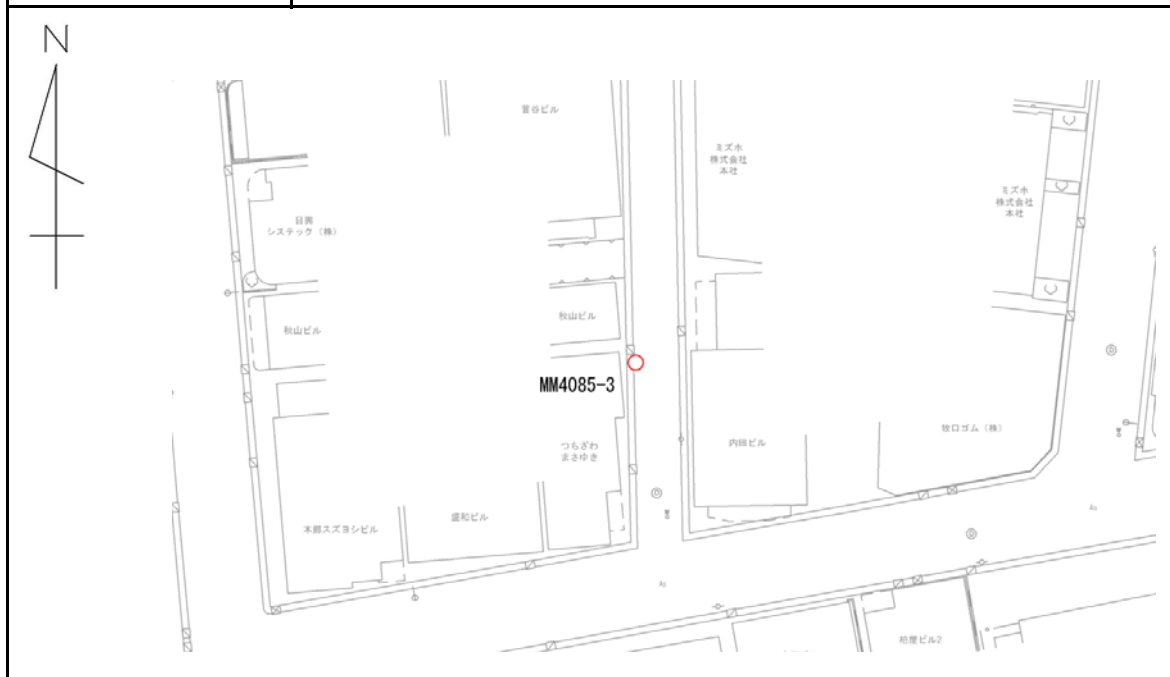 N
菅谷ビル
ミズホ
株式会社
本社
ミズホ
株式会社
本社
日興
システック（株）
秋山ビル
秋山ビル
MM4085-3
つちざわ
まさゆき
内田ビル
牧口ゴム（株）
本郷スズヨシビル
盛和ビル
D
D
D
As
As
柏屋ビル2